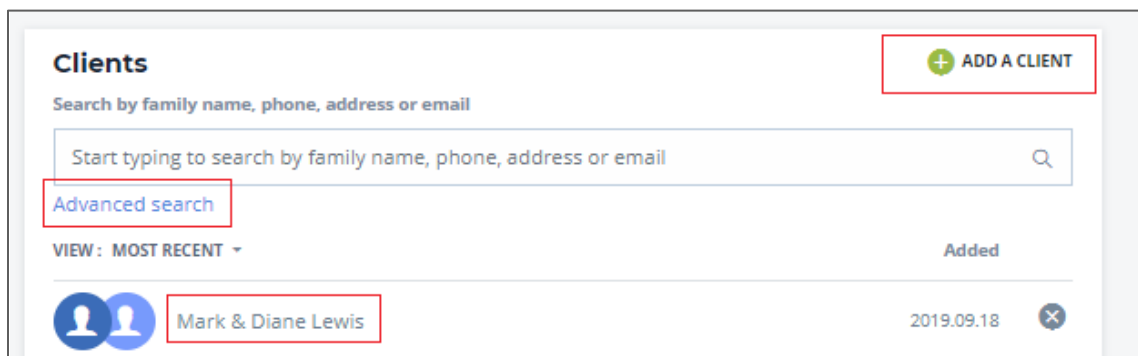 Clients
ADD A CLIENT
Search by family name, phone, address or email
Start typing to search by family name, phone, address or email
Advanced search
VIEW : MOST RECENT
Added
Mark & Diane Lewis
2019.09.18